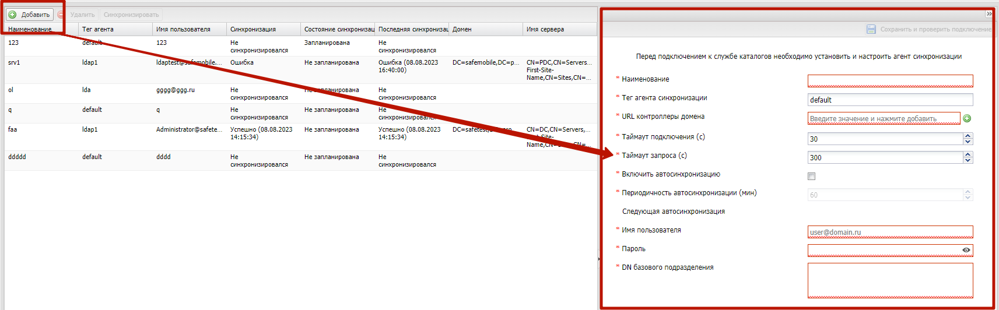 Добавить Удалить Синхронизировать
Наименование Тег агента Имя пользователя Синхронизация Состояние синхронизац Последняя синхронизац Домен Имя сервера
123 default 123 Не Запланирована Не
синхронизировался синхронизировался
srv1 ldap1 ldaptest@safemobile.... Ошибка Не запланирована Ошибка (08.08.2023 DC=safemobile,DC=p... CN=PDC,CN=Servers...
16:40:00) First-Site-
Name,CN=Sites,CN=...
ol lda gggg@ggg.ru Не Не запланирована Не
синхронизировался синхронизировался
q default q Не Не запланирована Не
синхронизировался синхронизировался
faa ldap1 Administrator@safete... Успешно (08.08.2023 Не запланирована Успешно (08.08.2023 DC=safetest, CN=DC,CN=Servers,...
14:15:34) 14:15:34)
ddddd default dddd Не Не запланирована Не
синхронизировался синхронизировался
Сохранить и проверить подключение
Перед подключением к службе каталогов необходимо установить и настроить агент синхронизации
* Наименование
* Тег агента синхронизации default
* URL контроллеры домена Введите значение и нажмите добавить
* Таймаут подключения (с) 30
* Таймаут запроса (с) 300
* Включить автосинхронизацию
* Периодичность автосинхронизации (мин) 60
Следующая автосинхронизация
* Имя пользователя user@domain.ru
* Пароль
* DN базового подразделения